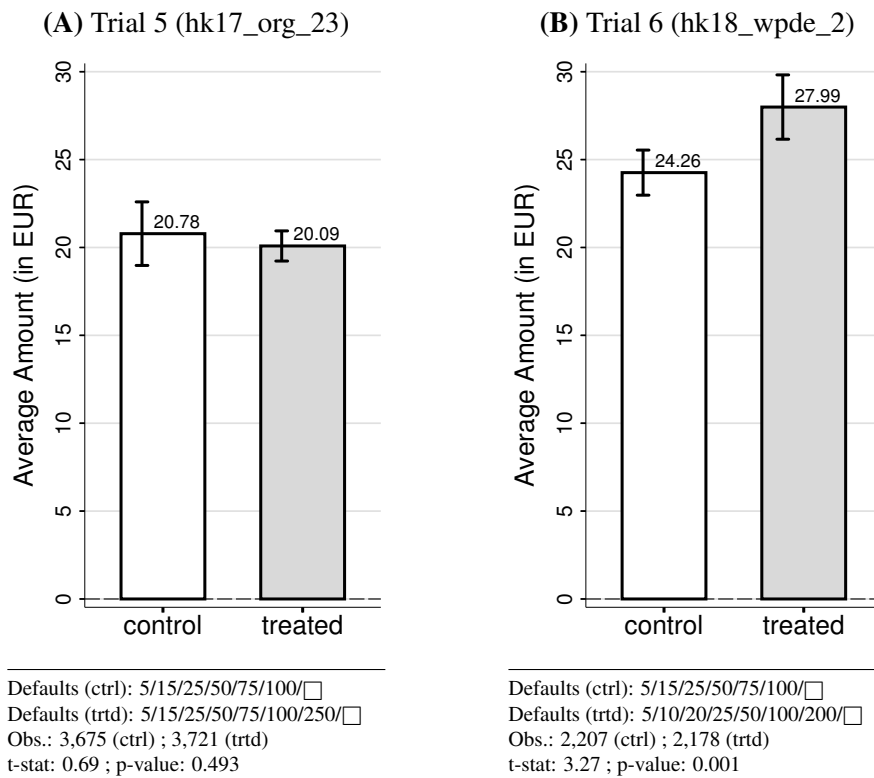 (A) Trial 5 (hk17_org_23)
Average Amount (in EUR)
30
25
20
15
10
5
0
20.78
20.09
control
treated
Defaults (ctrl): 5/15/25/50/75/100/□
Defaults (trtd): 5/15/25/50/75/100/250/□
Obs.: 3,675 (ctrl) ; 3,721 (trtd)
t-stat: 0.69 ; p-value: 0.493
(B) Trial 6 (hk18_wpde_2)
Average Amount (in EUR)
30
25
20
15
10
5
0
24.26
27.99
control
treated
Defaults (ctrl): 5/15/25/50/75/100/□
Defaults (trtd): 5/10/20/25/50/100/200/□
Obs.: 2,207 (ctrl) ; 2,178 (trtd)
t-stat: 3.27 ; p-value: 0.001